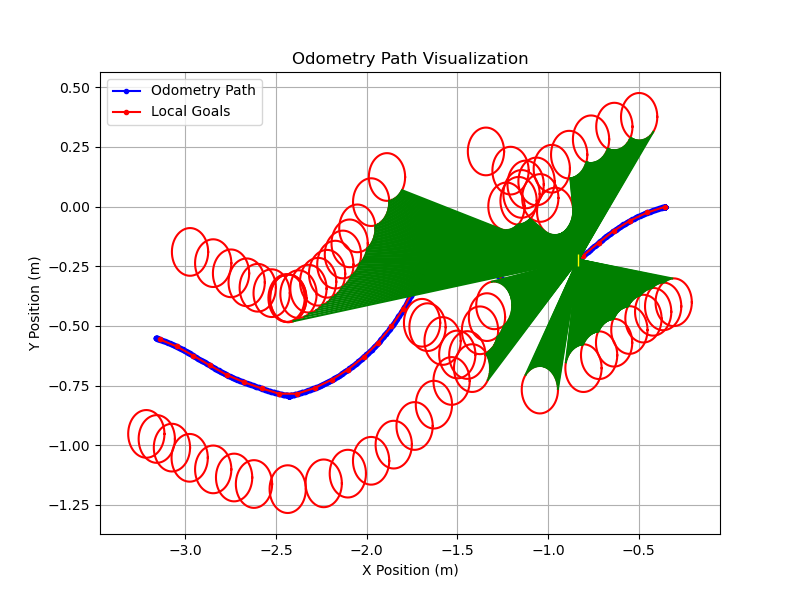 Odometry Path Visualization
Odometry Path
Local Goals
0.50
0.25
0.00
−0.25
−0.50
−0.75
−1.00
−1.25
Y Position (m)
−3.0
−2.5
−2.0
−1.5
−1.0
−0.5
X Position (m)